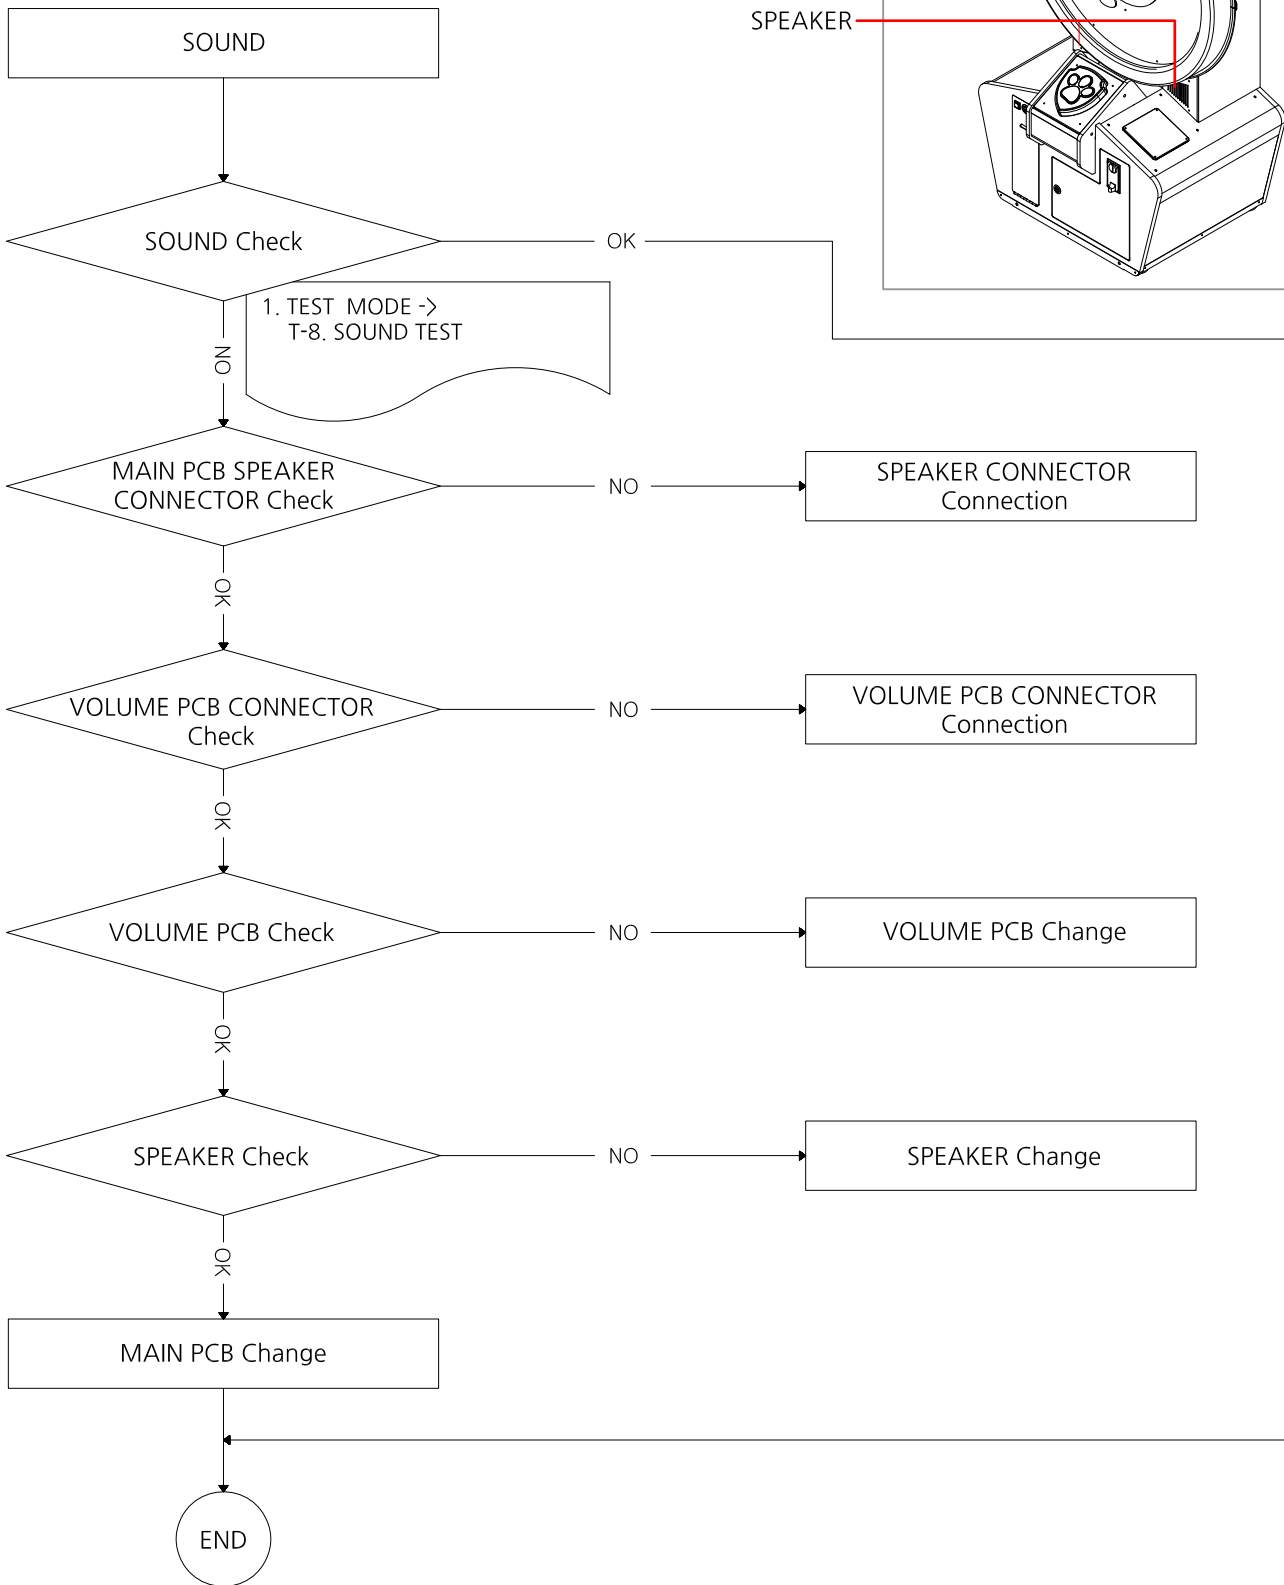 SOUND
SPEAKER
SOUND Check
OK
1. TEST MODE ->
T-8. SOUND TEST
NO
MAIN PCB SPEAKER
CONNECTOR Check
NO
SPEAKER CONNECTOR
Connection
OK
VOLUME PCB CONNECTOR
Check
NO
VOLUME PCB CONNECTOR
Connection
OK
VOLUME PCB Check
NO
VOLUME PCB Change
OK
SPEAKER Check
NO
SPEAKER Change
OK
MAIN PCB Change
END